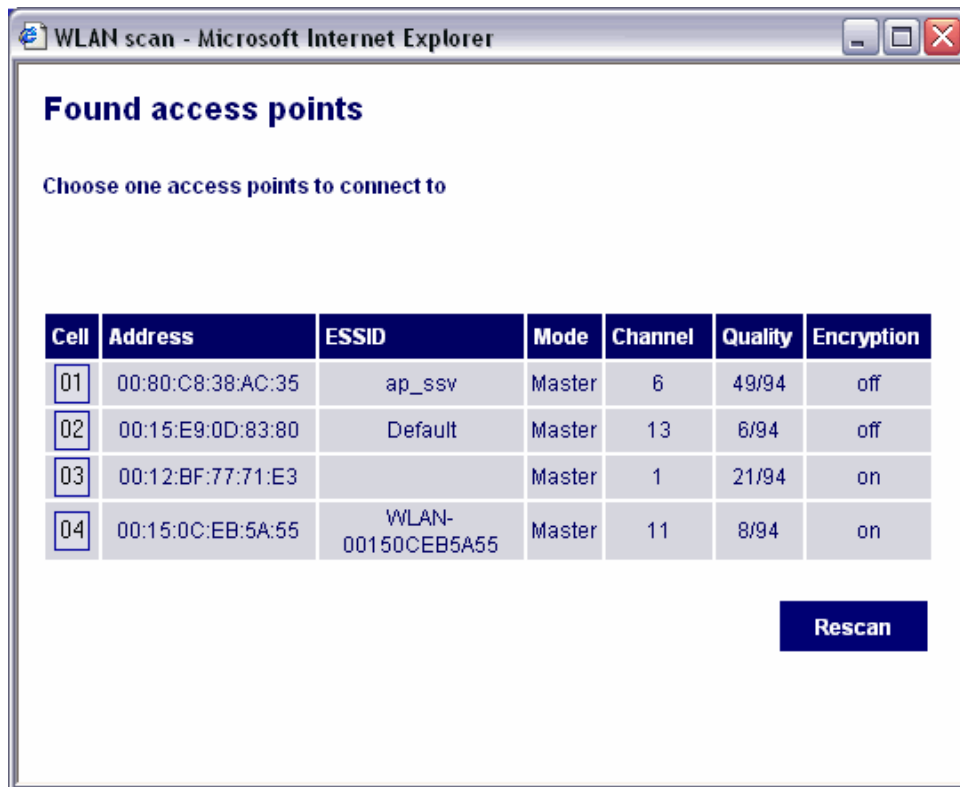 WLAN scan - Microsoft Internet Explorer
Found access points
Choose one access points to connect to
Cell Address ESSID Mode Channel Quality Encryption
01 00:80:C8:38:AC:35 ap_ssv Master 6 49/94 off
02 00:15:E9:0D:83:80 Default Master 13 6/94 off
03 00:12:BF:77:71:E3 Master 1 21/94 on
04 00:15:0C:EB:5A:55 WLAN- Master 11 8/94 on
00150CEB5A55
Rescan